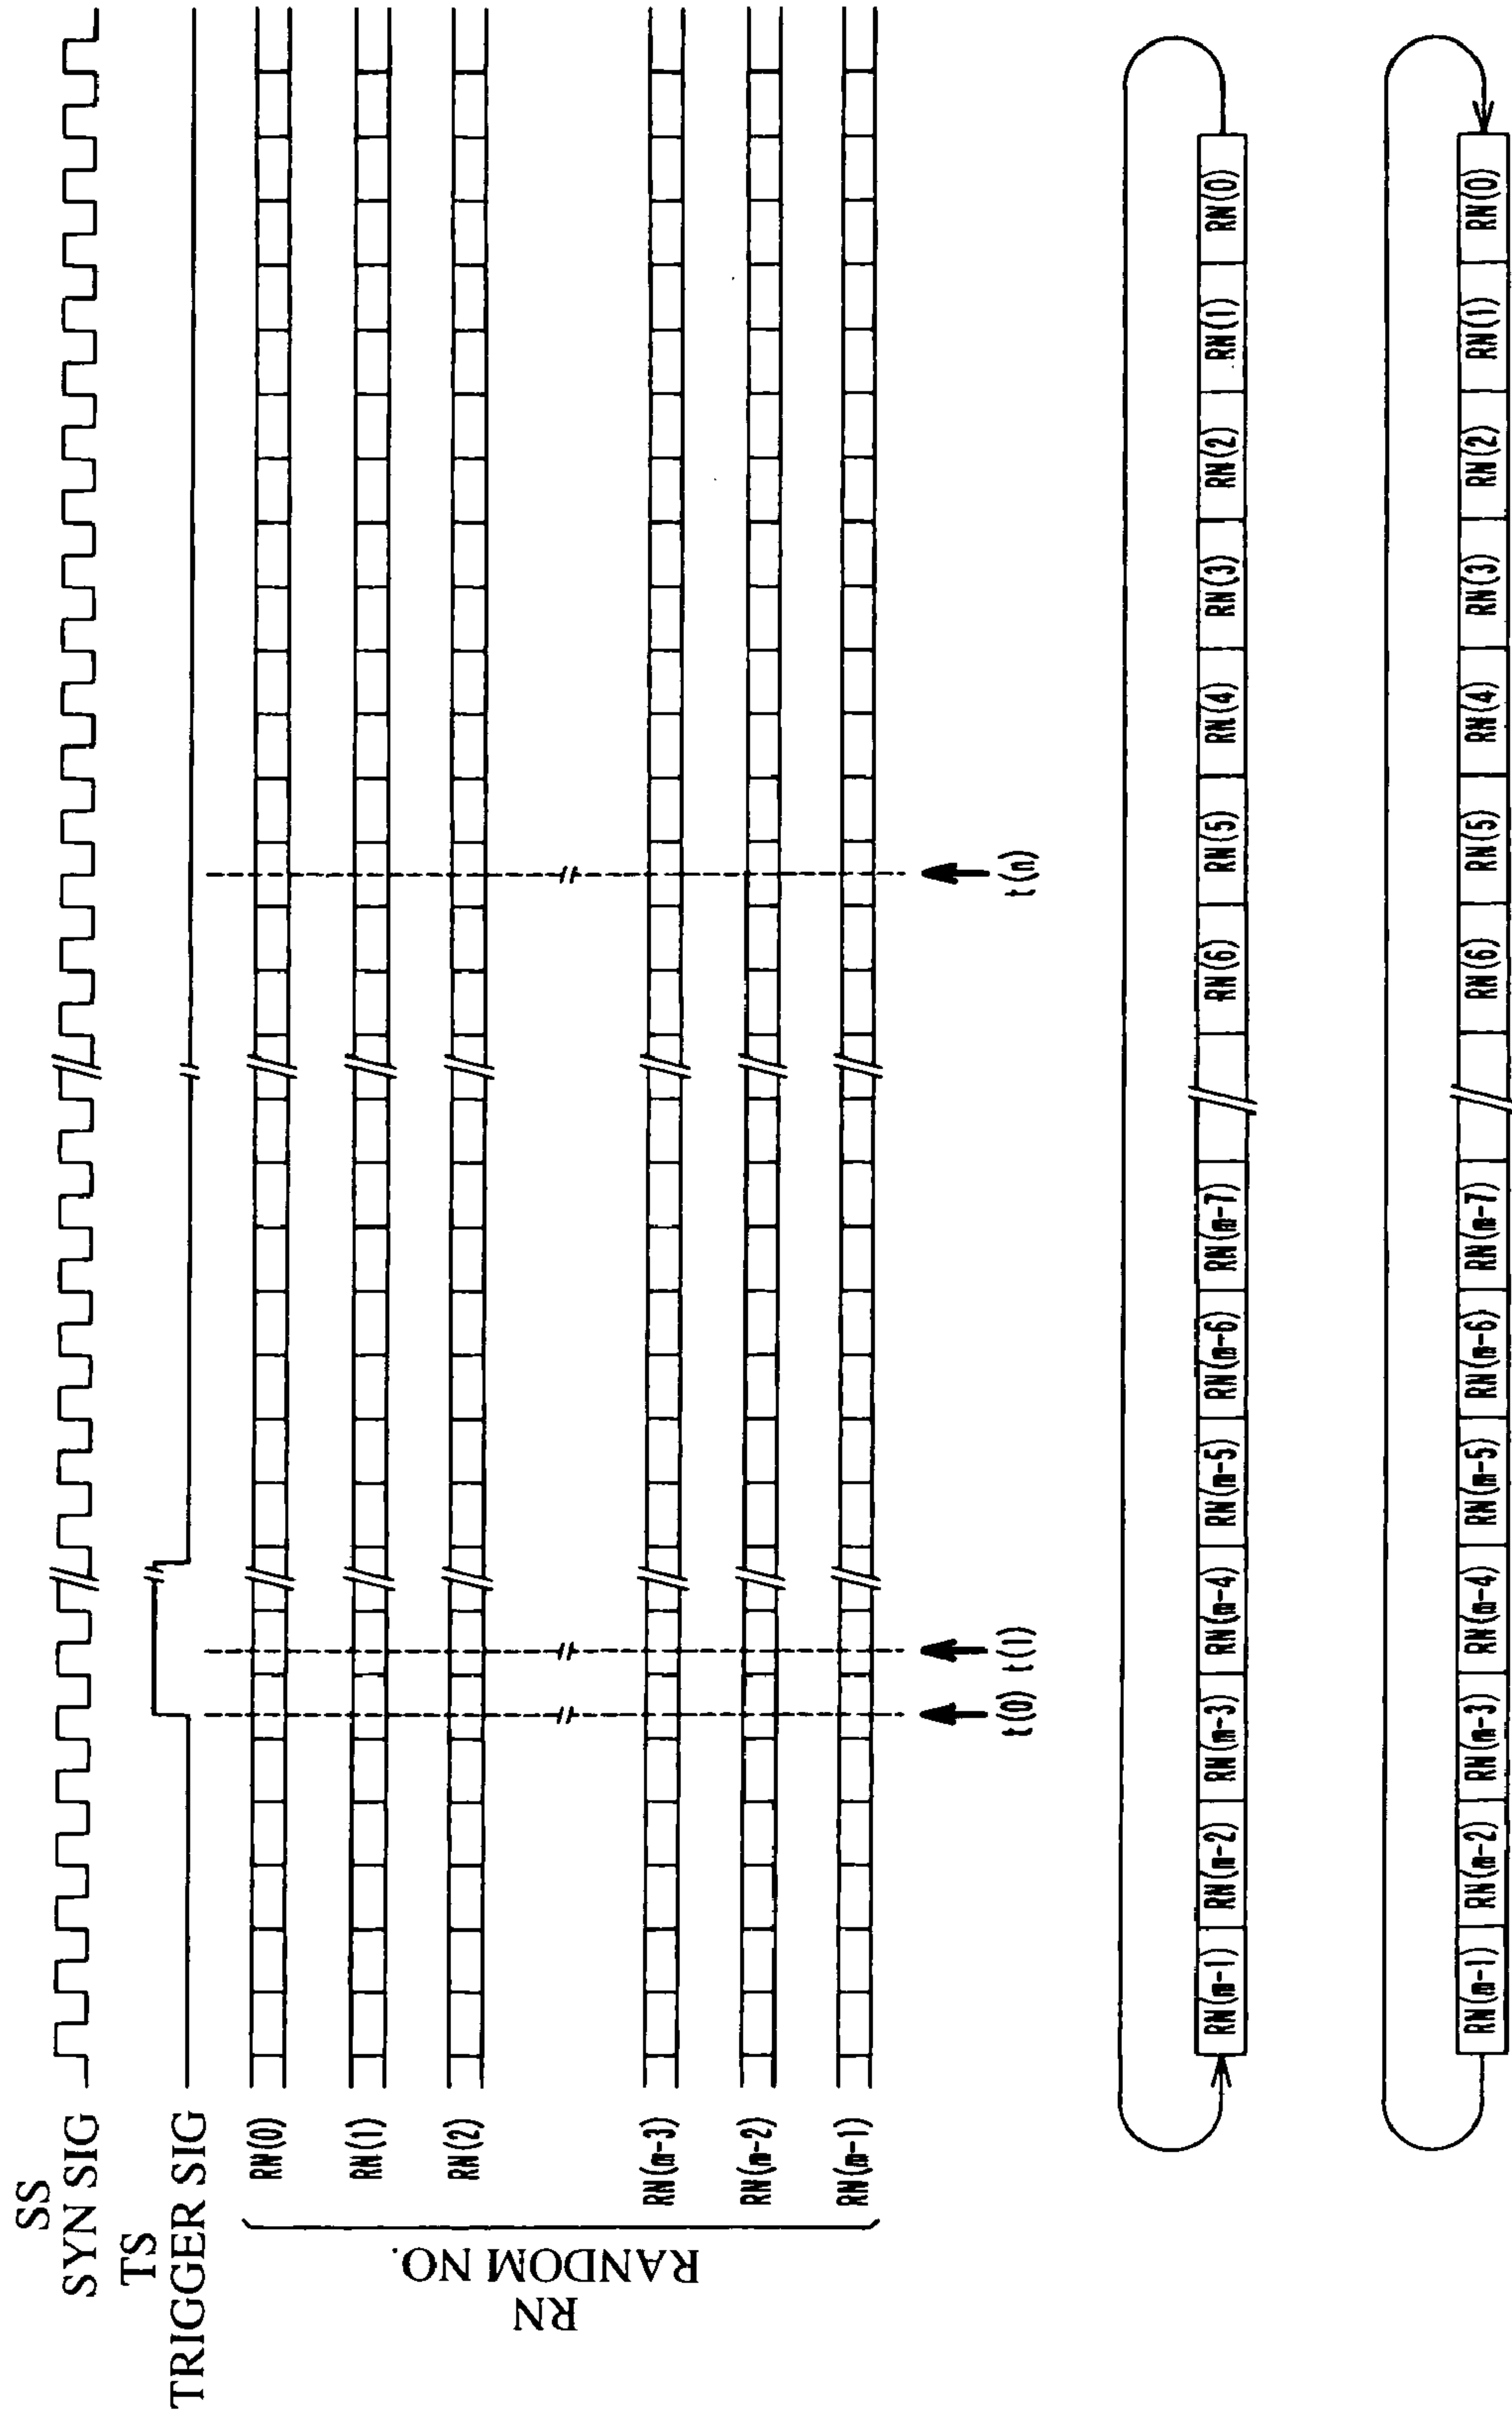 SS
SYN SIG
TS
TRIGGER SIG
RN
RANDOM NO.
RN(0)
RN(1)
RN(2)
RN(m-3)
RN(m-2)
RN(m-1)
t(0) t(1) t(n)
RN(m-1) RN(m-2) RN(m-3) RN(m-4) RN(m-5) RN(m-6) RN(m-7) RN(6) RN(5) RN(4) RN(3) RN(2) RN(1) RN(0)
RN(m-1) RN(m-2) RN(m-3) RN(m-4) RN(m-5) RN(m-6) RN(m-7) RN(6) RN(5) RN(4) RN(3) RN(2) RN(1) RN(0)